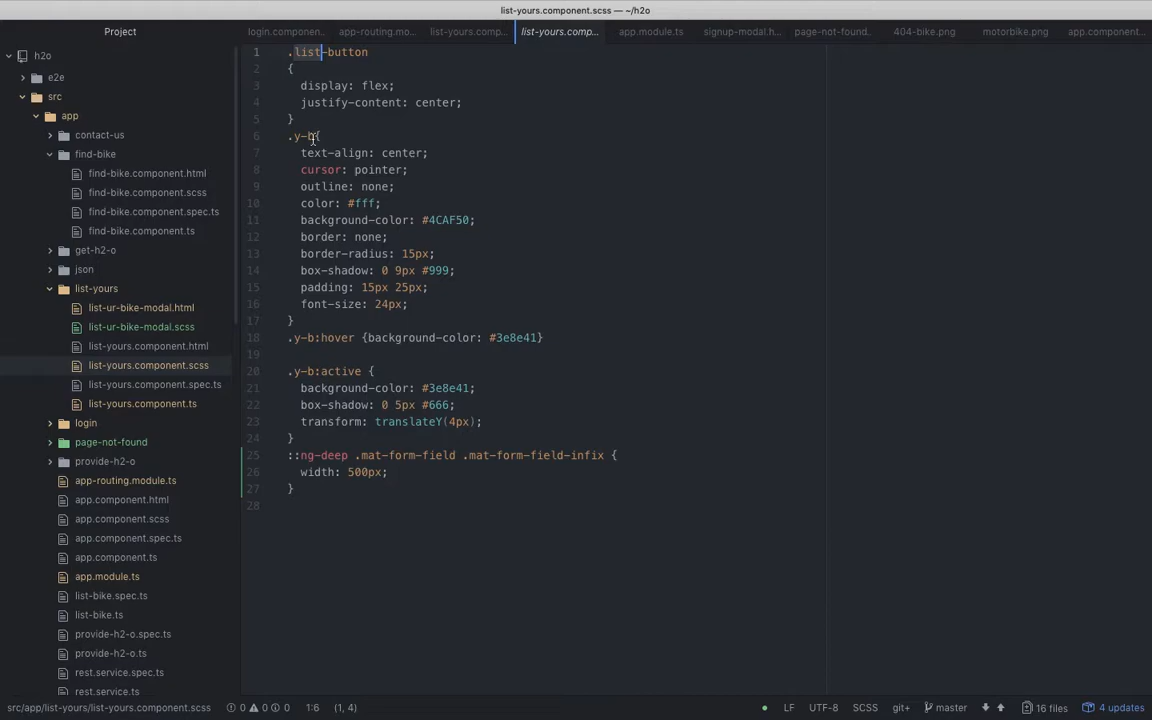 list-yours.component.scss — ~/h2o
Project
login.componen...
app-routing.mo...
list-yours.comp...
list-yours.comp...
app.module.ts
signup-modal.h...
page-not-found...
404-bike.png
motorbike.png
app.component...
h2o
e2e
src
app
contact-us
find-bike
find-bike.component.html
find-bike.component.scss
find-bike.component.spec.ts
find-bike.component.ts
get-h2-o
json
list-yours
list-ur-bike-modal.html
list-ur-bike-modal.scss
list-yours.component.html
list-yours.component.scss
list-yours.component.spec.ts
list-yours.component.ts
login
page-not-found
provide-h2-o
app-routing.module.ts
app.component.html
app.component.scss
app.component.spec.ts
app.component.ts
app.module.ts
list-bike.spec.ts
list-bike.ts
provide-h2-o.spec.ts
provide-h2-o.ts
rest.service.spec.ts
rest.service.ts
1 .list-button
2 {
3 display: flex;
4 justify-content: center;
5 }
6 .y-b{
7 text-align: center;
8 cursor: pointer;
9 outline: none;
10 color: #fff;
11 background-color: #4CAF50;
12 border: none;
13 border-radius: 15px;
14 box-shadow: 0 9px #999;
15 padding: 15px 25px;
16 font-size: 24px;
17 }
18 .y-b:hover {background-color: #3e8e41}
19
20 .y-b:active {
21 background-color: #3e8e41;
22 box-shadow: 0 5px #666;
23 transform: translateY(4px);
24 }
25 ::ng-deep .mat-form-field .mat-form-field-infix {
26 width: 500px;
27 }
28
src/app/list-yours/list-yours.component.scss 0 0 0 1:6 (1, 4) LF UTF-8 SCSS git+ master 16 files 4 updates